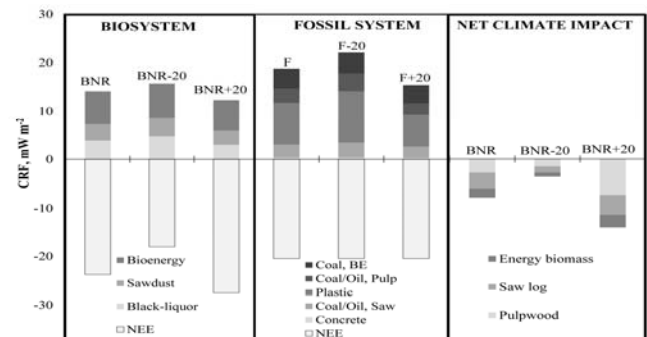 30
20
10
0
-10
-20
-30
CRF, mW m-2
BIOSYSTEM
BNR
BNR-20
BNR+20
Bioenergy
Sawdust
Black-liquor
NEE
FOSSIL SYSTEM
F
F-20
F+20
Coal, BE
Coal/Oil, Pulp
Plastic
Coal/Oil, Saw
Concrete
NEE
NET CLIMATE IMPACT
BNR
BNR-20
BNR+20
Energy biomass
Saw log
Pulpwood